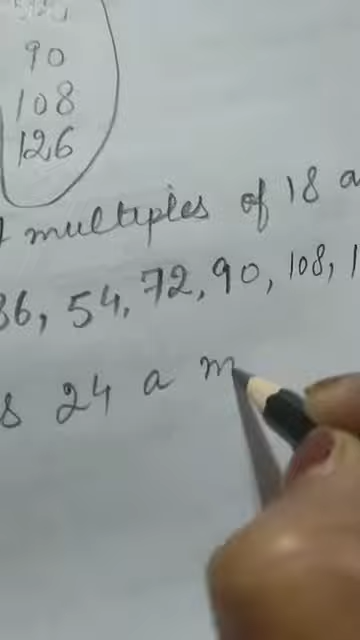 90
108
126
multiples of 18
36, 54, 72, 90, 108,
24 a m